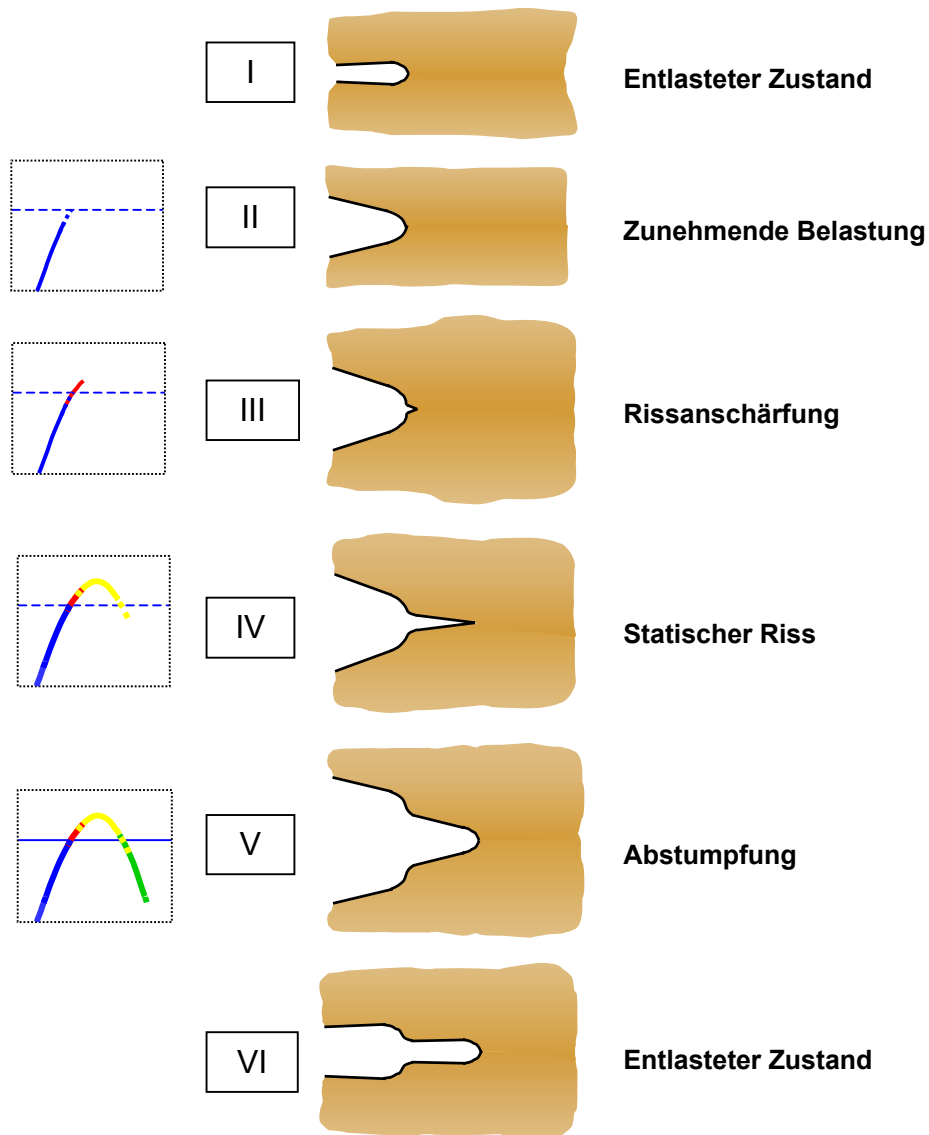 I
Entlasteter Zustand
II
Zunehmende Belastung
III
Rissanschärfung
IV
Statischer Riss
V
Abstumpfung
VI
Entlasteter Zustand